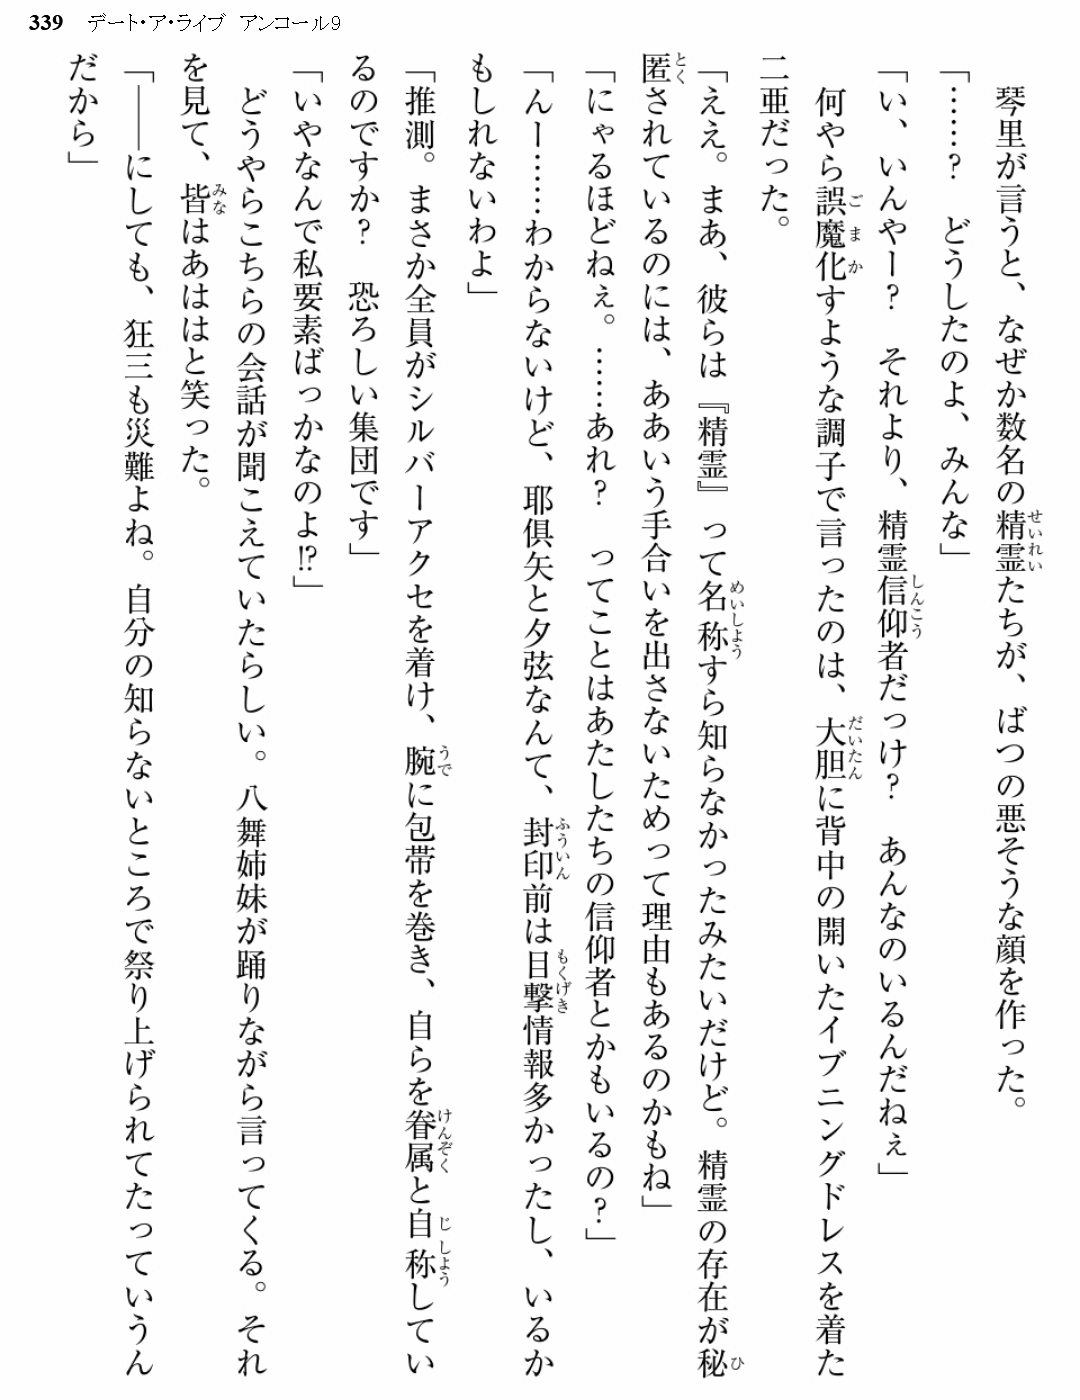 339 デート・ア・ライブ アンコール9
琴里が言うと、なぜか数名の精霊たちが、ばつの悪そうな顔を作った。
「……？　どうしたのよ、みんな」
「い、いんやー？　それより、精霊信仰者だっけ？　あんなのいるんだねぇ」
何やら誤魔化すような調子で言ったのは、大胆に背中の開いたイブニングドレスを着た
二亜だった。
「ええ。まあ、彼らは『精霊』って名称すら知らなかったみたいだけど。精霊の存在が秘
匿されているのには、ああいう手合いを出さないためって理由もあるのかもね」
「にゃるほどねぇ。……あれ？　ってことはあたしたちの信仰者とかもいるの？」
「んー……わからないけど、耶倶矢と夕弦なんて、封印前は目撃情報多かったし、いるか
もしれないわよ」
「推測。まさか全員がシルバーアクセを着け、腕に包帯を巻き、自らを眷属と自称してい
るのですか？　恐ろしい集団です」
「いやなんで私要素ばっかなのよ!?」
どうやらこちらの会話が聞こえていたらしい。八舞姉妹が踊りながら言ってくる。それ
を見て、皆はあははと笑った。
「――にしても、狂三も災難よね。自分の知らないところで祭り上げられてたっていうん
だから」